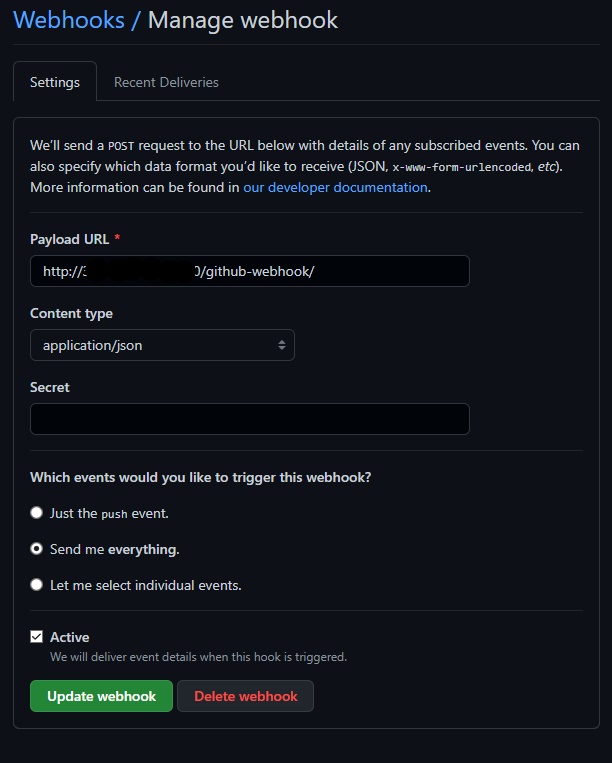 Webhooks / Manage webhook
Settings Recent Deliveries
We'll send a POST request to the URL below with details of any subscribed events. You can
also specify which data format you'd like to receive (JSON, x-www-form-urlencoded, etc).
More information can be found in our developer documentation.
Payload URL *
http:// 0/github-webhook/
Content type
application/json
Secret
Which events would you like to trigger this webhook?
Just the push event.
Send me everything.
Let me select individual events.
Active
We will deliver event details when this hook is triggered.
Update webhook Delete webhook